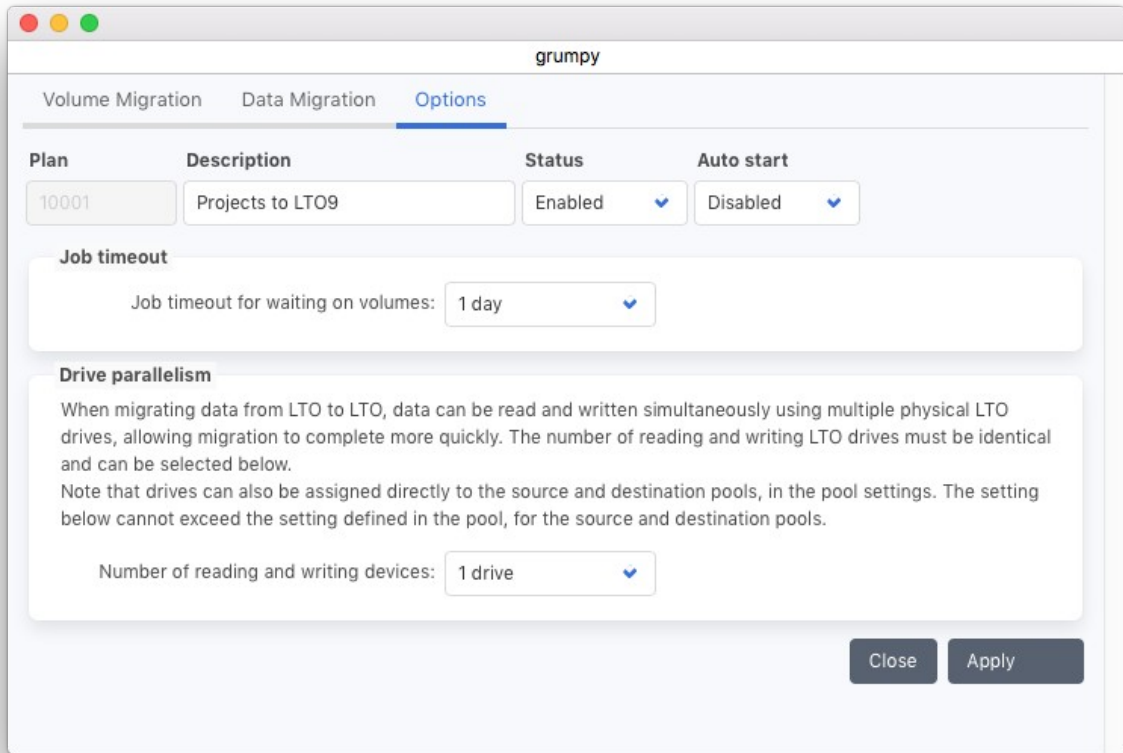 grumpy
Volume Migration Data Migration Options
Plan Description Status Auto start
10001 Projects to LTO9 Enabled Disabled
Job timeout
Job timeout for waiting on volumes: 1 day
Drive parallelism
When migrating data from LTO to LTO, data can be read and written simultaneously using multiple physical LTO
drives, allowing migration to complete more quickly. The number of reading and writing LTO drives must be identical
and can be selected below.
Note that drives can also be assigned directly to the source and destination pools, in the pool settings. The setting
below cannot exceed the setting defined in the pool, for the source and destination pools.
Number of reading and writing devices: 1 drive
Close Apply